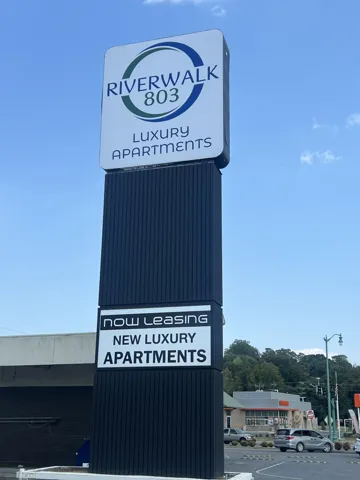 RIVERWALK
803
LUXURY
APARTMENTS
NOW LEASING
NEW LUXURY
APARTMENTS